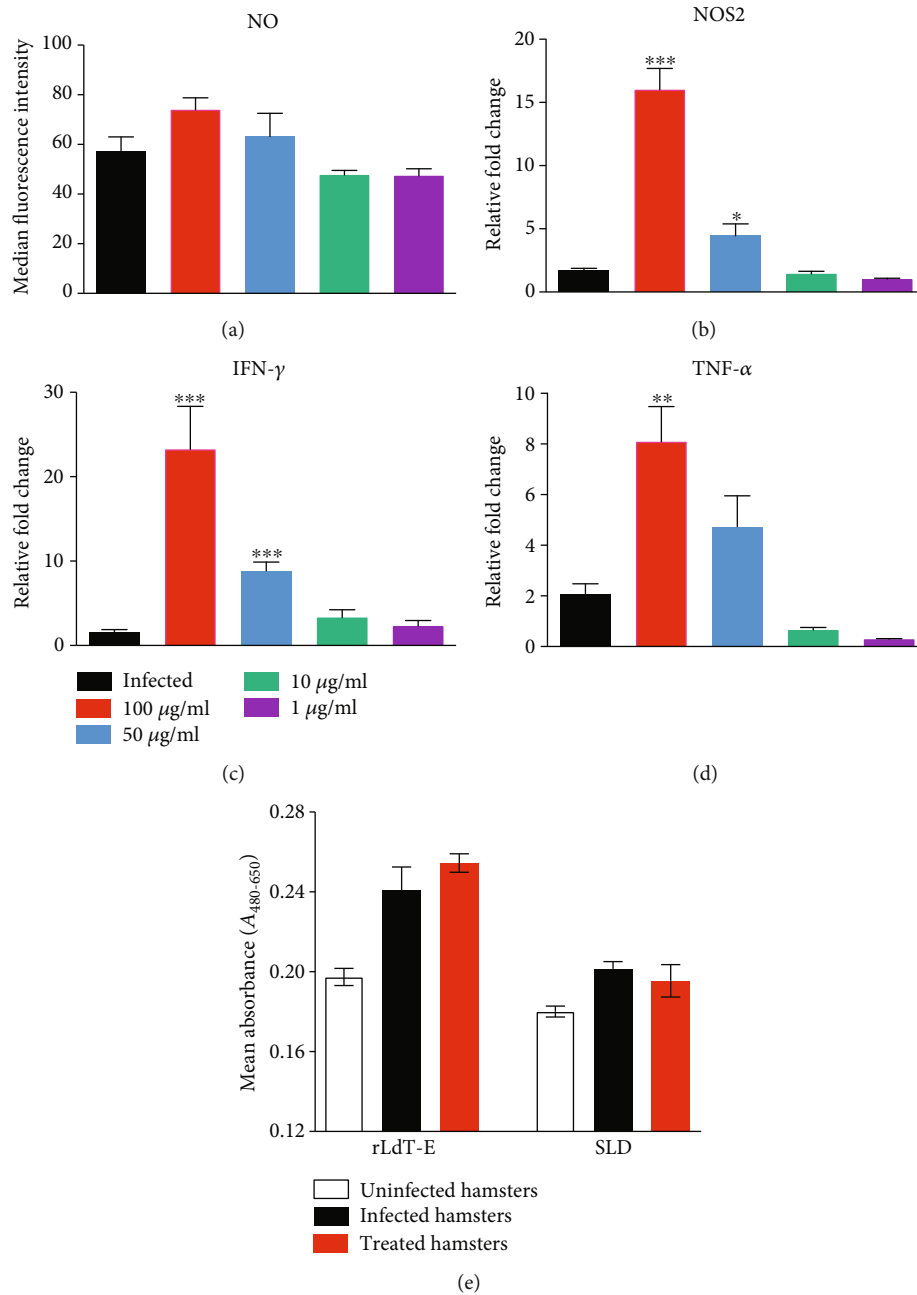 NO
Median fluorescence intensity
100
80
60
40
20
0
(a)
NOS2
Relative fold change
20
15
10
5
0
***
*
(b)
IFN-γ
Relative fold change
30
20
10
0
***
***
Infected
100 μg/ml
50 μg/ml
10 μg/ml
1 μg/ml
(c)
TNF-α
Relative fold change
10
8
6
4
2
0
**
(d)
Mean absorbance (A480-650)
0.28
0.24
0.20
0.16
0.12
rLdT-E SLD
Uninfected hamsters
Infected hamsters
Treated hamsters
(e)